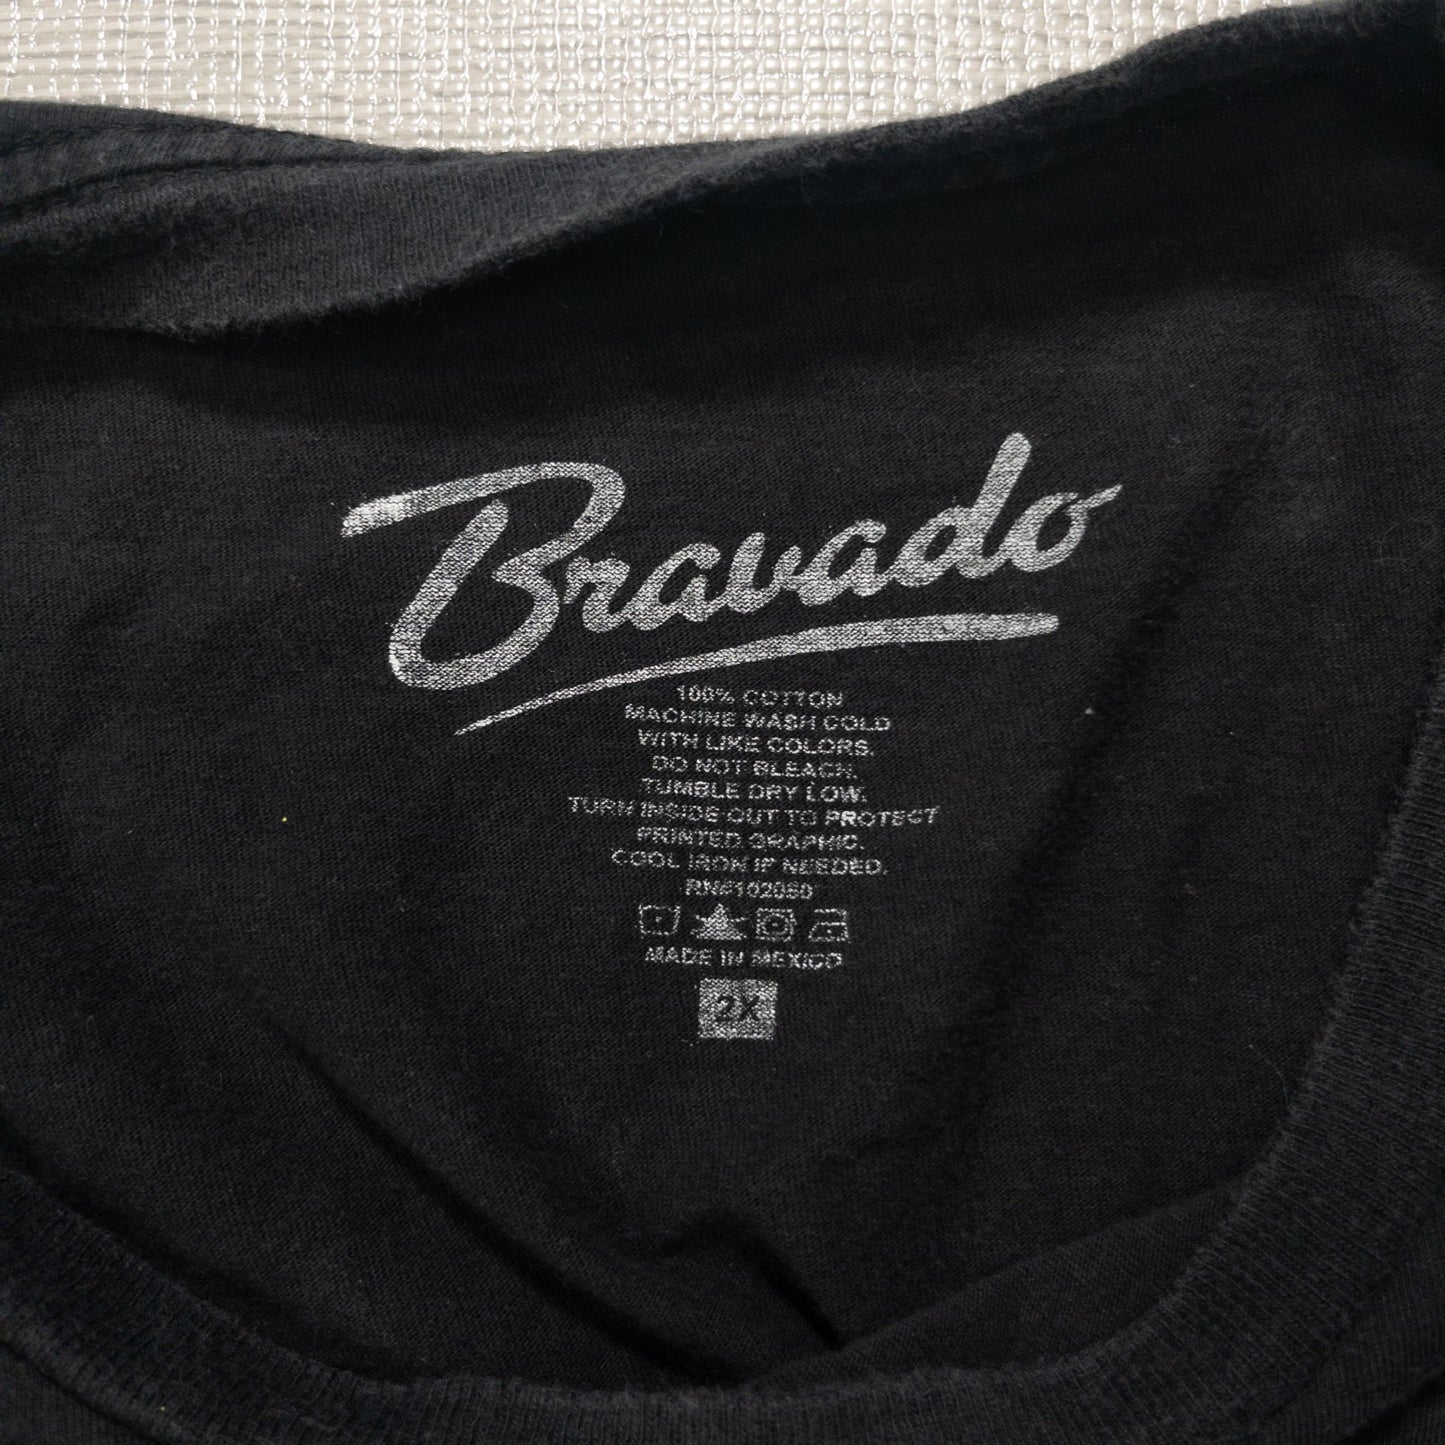 Bravado
100% COTTON
MACHINE WASH COLD
WITH LIKE COLORS.
DO NOT BLEACH.
TUMBLE DRY LOW.
TURN INSIDE OUT TO PROTECT
PRINTED GRAPHIC.
COOL IRON IF NEEDED.
MADE IN MEXICO
2X